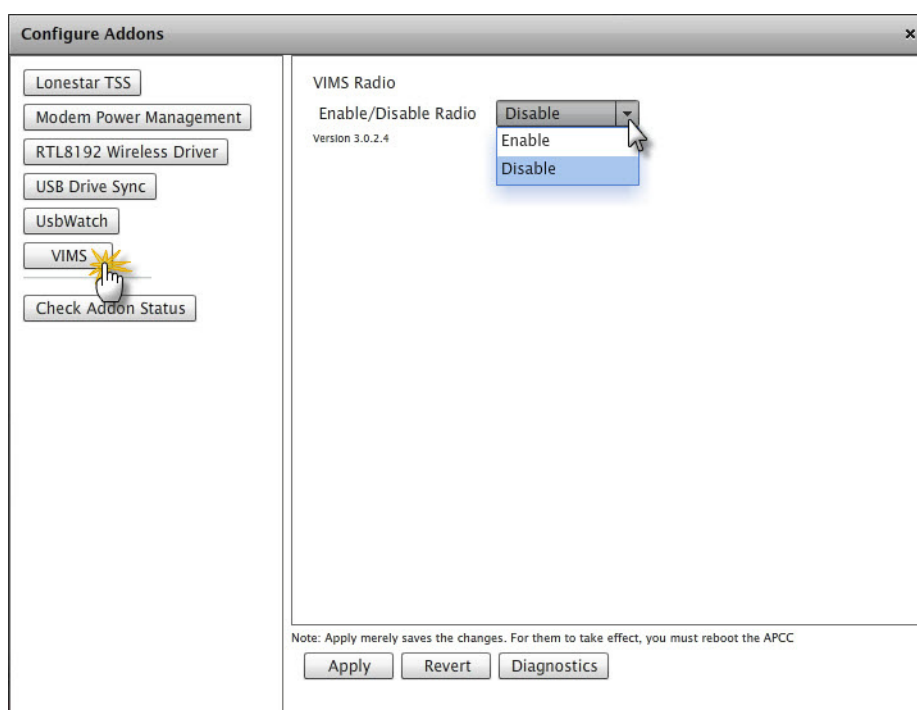 Configure Addons
×
Lonestar TSS
Modem Power Management
RTL8192 Wireless Driver
USB Drive Sync
UsbWatch
VIMS
Check Addon Status
VIMS Radio
Enable/Disable Radio
Disable
Version 3.0.2.4
Enable
Disable
Note: Apply merely saves the changes. For them to take effect, you must reboot the APCC
Apply
Revert
Diagnostics